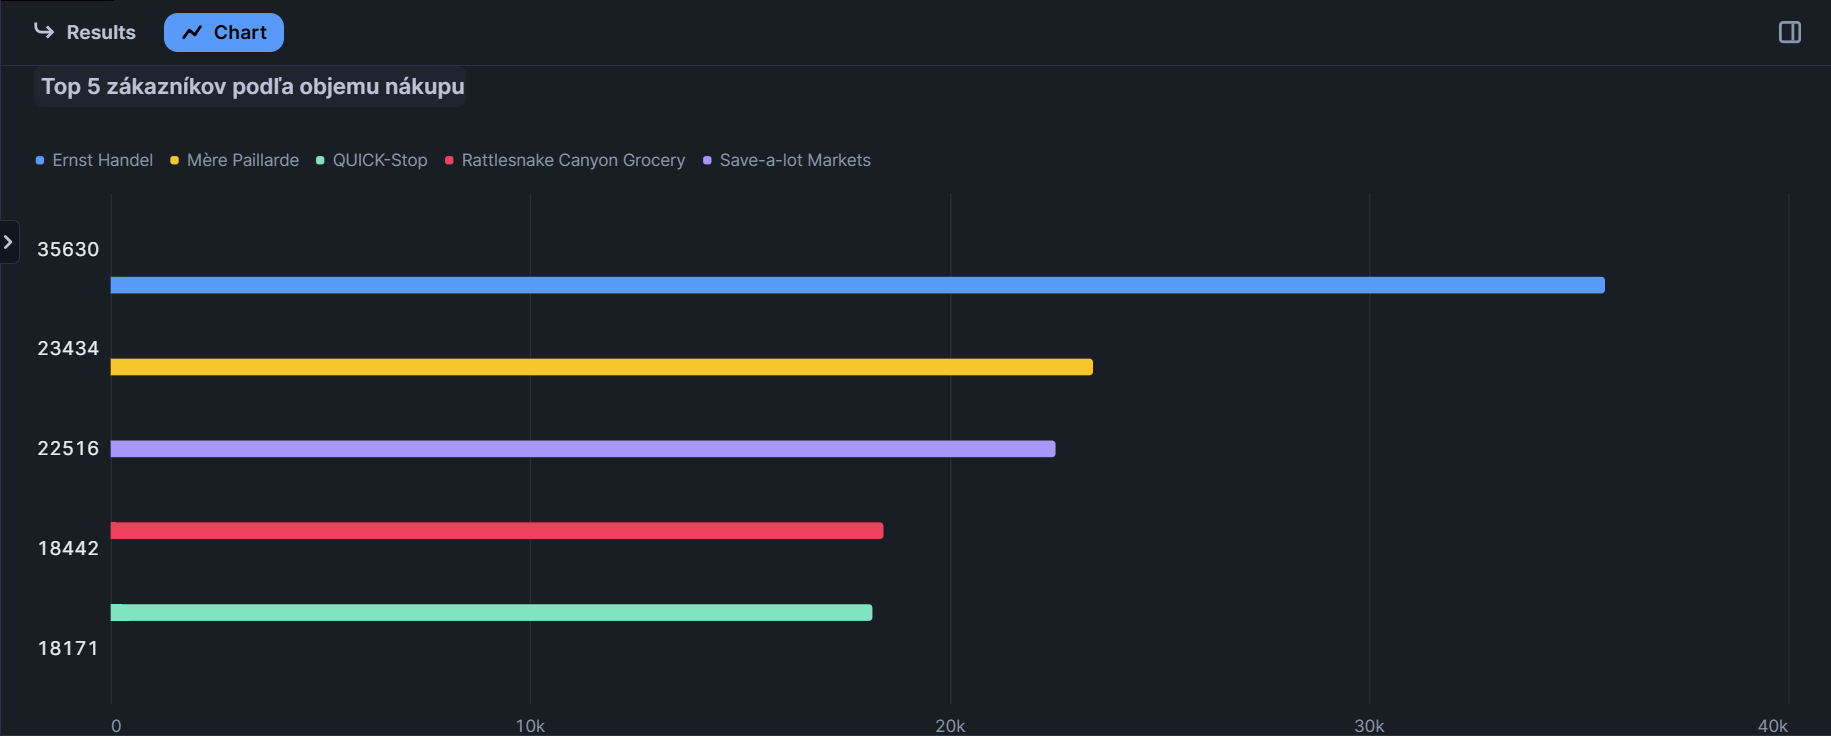 Results Chart
Top 5 zákazníkov podľa objemu nákupu
Ernst Handel Mère Paillarde QUICK-Stop Rattlesnake Canyon Grocery Save-a-lot Markets
35630
23434
22516
18442
18171
0 10k 20k 30k 40k